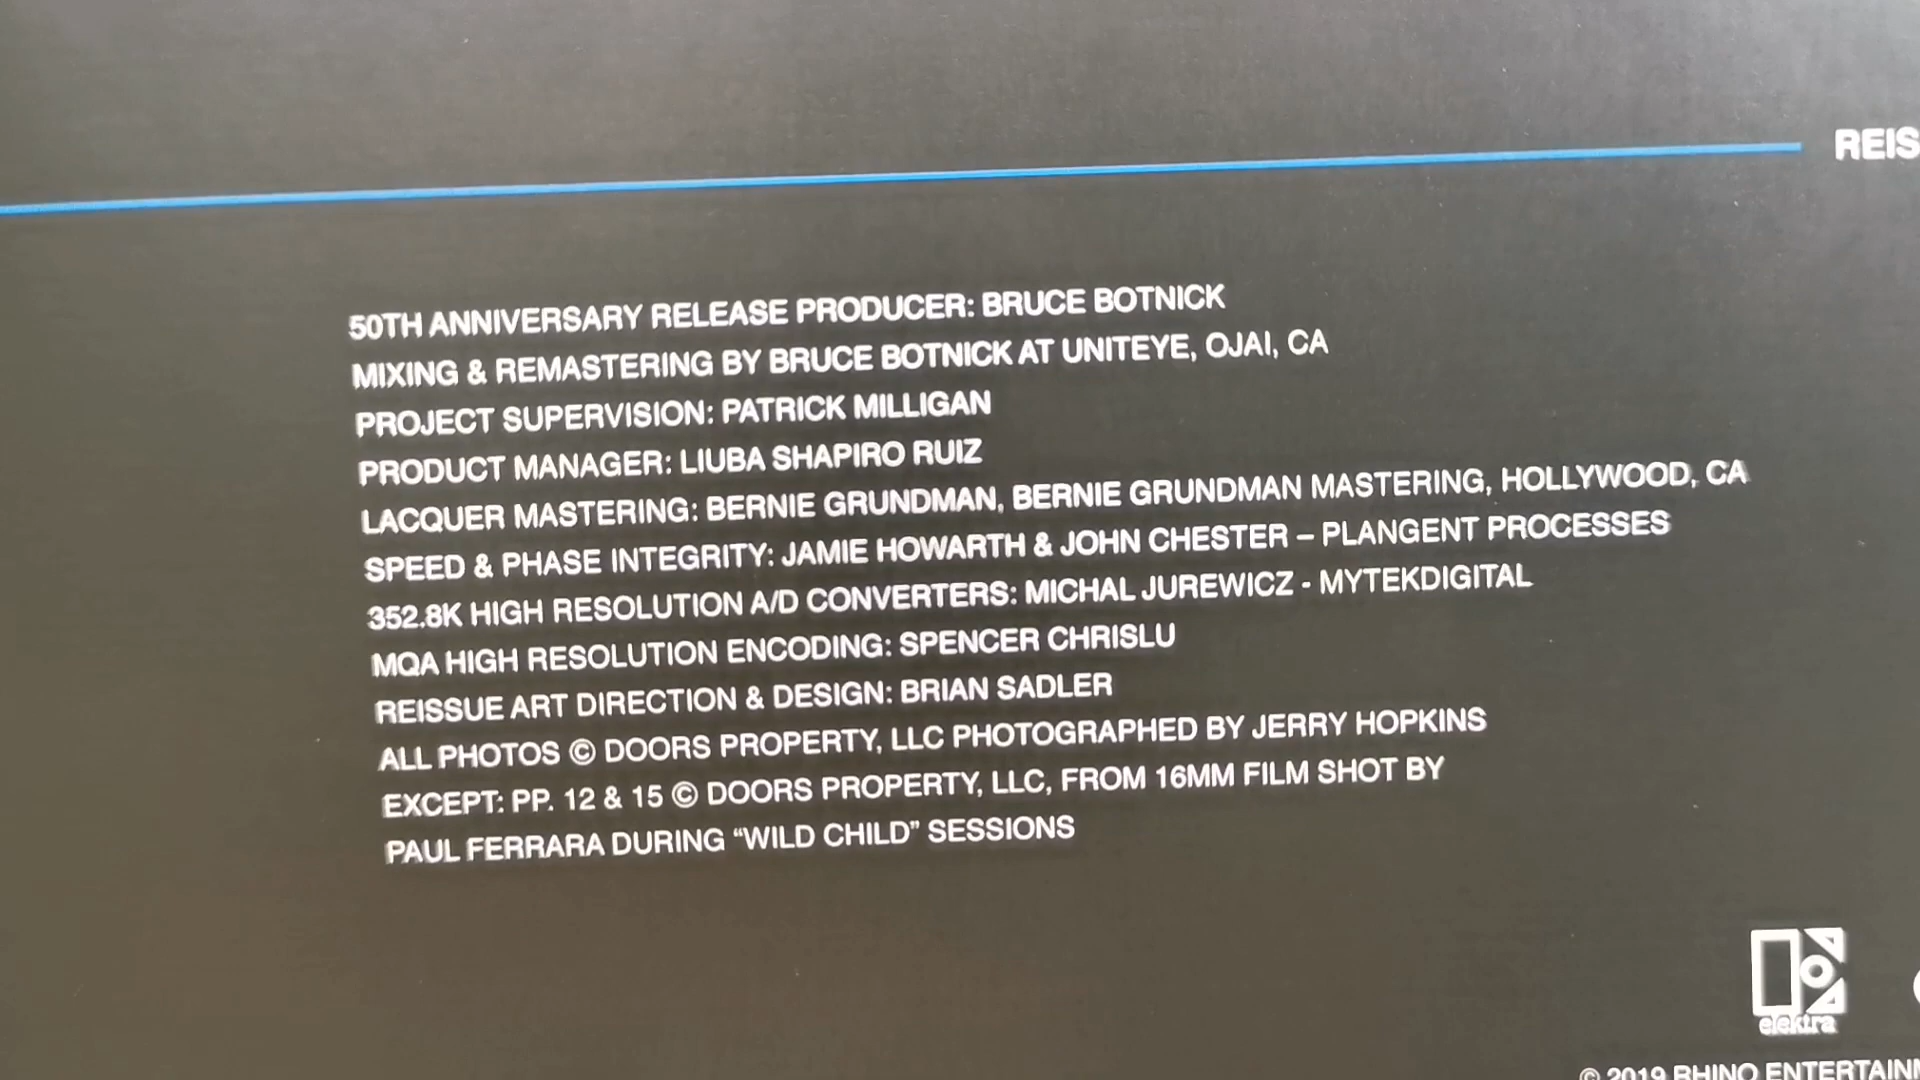 REIS
50TH ANNIVERSARY RELEASE PRODUCER: BRUCE BOTNICK
MIXING & REMASTERING BY BRUCE BOTNICK AT UNITEYE, OJAI, CA
PROJECT SUPERVISION: PATRICK MILLIGAN
PRODUCT MANAGER: LIUBA SHAPIRO RUIZ
LACQUER MASTERING: BERNIE GRUNDMAN, BERNIE GRUNDMAN MASTERING, HOLLYWOOD, CA
SPEED & PHASE INTEGRITY: JAMIE HOWARTH & JOHN CHESTER – PLANGENT PROCESSES
352.8K HIGH RESOLUTION A/D CONVERTERS: MICHAL JUREWICZ - MYTEKDIGITAL
MQA HIGH RESOLUTION ENCODING: SPENCER CHRISLU
REISSUE ART DIRECTION & DESIGN: BRIAN SADLER
ALL PHOTOS © DOORS PROPERTY, LLC PHOTOGRAPHED BY JERRY HOPKINS
EXCEPT: PP. 12 & 15 © DOORS PROPERTY, LLC, FROM 16MM FILM SHOT BY
PAUL FERRARA DURING “WILD CHILD” SESSIONS
elektra
© 2019 RHINO ENTERTAIN